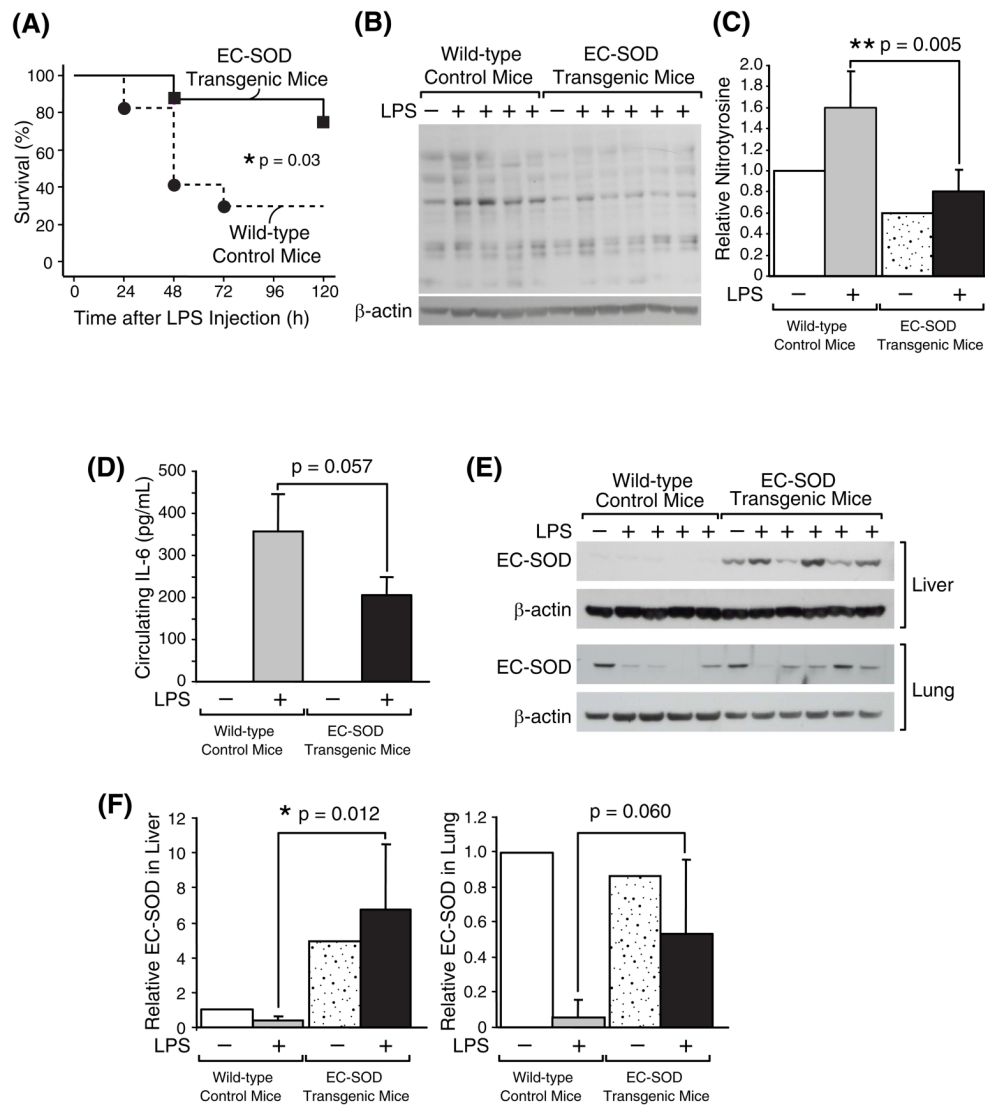 (A)
EC-SOD
Transgenic Mice
100
80
60
40
20
0
Survival (%)
* p = 0.03
Wild-type
Control Mice
0 24 48 72 96 120
Time after LPS Injection (h)
(B)
Wild-type
Control Mice
EC-SOD
Transgenic Mice
LPS − + + + + − + + + + +
β-actin
(C)
** p = 0.005
Relative Nitrotyrosine
2.0
1.8
1.6
1.4
1.2
1.0
0.8
0.6
0.4
0.2
0
LPS − + − +
Wild-type
Control Mice
EC-SOD
Transgenic Mice
(D)
p = 0.057
Circulating IL-6 (pg/mL)
500
400
300
200
100
0
LPS − + − +
Wild-type
Control Mice
EC-SOD
Transgenic Mice
(E)
Wild-type
Control Mice
EC-SOD
Transgenic Mice
LPS − + + + + − + + + + +
EC-SOD
β-actin
Liver
EC-SOD
β-actin
Lung
(F)
* p = 0.012
Relative EC-SOD in Liver
12
10
8
6
4
2
0
LPS − + − +
Wild-type
Control Mice
EC-SOD
Transgenic Mice
p = 0.060
Relative EC-SOD in Lung
1.2
1.0
0.8
0.6
0.4
0.2
0
LPS − + − +
Wild-type
Control Mice
EC-SOD
Transgenic Mice